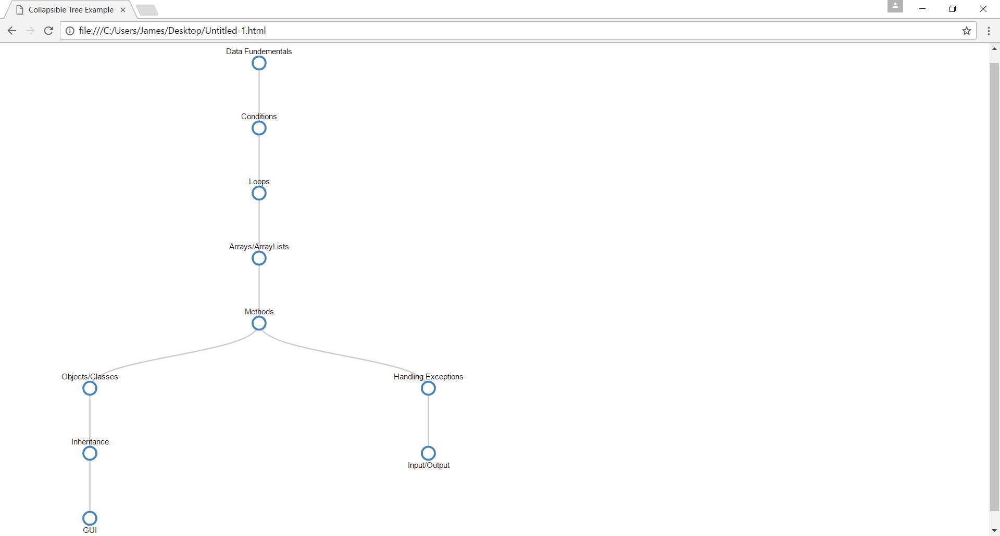 Collapsible Tree Example
file:///C:/Users/James/Desktop/Untitled-1.html
Data Fundementals
Conditions
Loops
Arrays/ArrayLists
Methods
Objects/Classes
Handling Exceptions
Inheritance
Input/Output
GUI